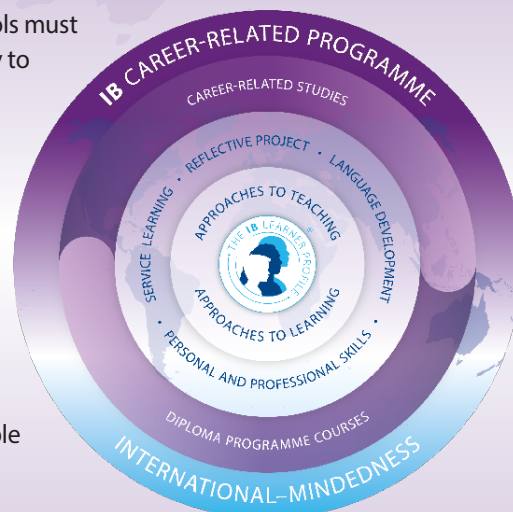 ols must
y to
ble
IB CAREER-RELATED PROGRAMME
CAREER-RELATED STUDIES
SERVICE LEARNING • REFLECTIVE PROJECT • LANGUAGE DEVELOPMENT
• PERSONAL AND PROFESSIONAL SKILLS •
APPROACHES TO TEACHING
THE IB LEARNER PROFILE
®
APPROACHES TO LEARNING
DIPLOMA PROGRAMME COURSES
INTERNATIONAL–MINDEDNESS